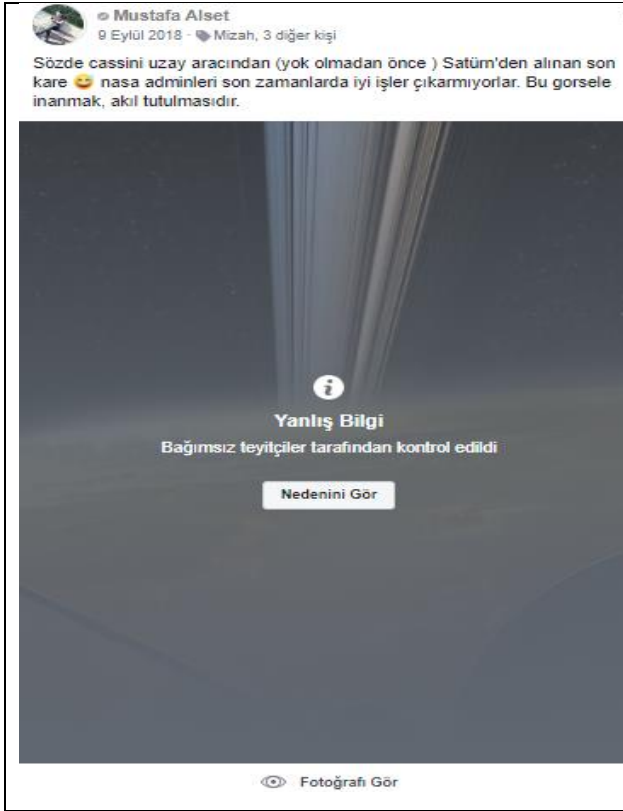 Mustafa Alset
9 Eylül 2018 · Mizah, 3 diğer kişi
Sözde cassini uzay aracından (yok olmadan önce ) Satürn'den alınan son
kare 😅 nasa adminleri son zamanlarda iyi işler çıkarmıyorlar. Bu gorsele
inanmak, akıl tutulmasıdır.
Yanlış Bilgi
Bağımsız teyitçiler tarafından kontrol edildi
Nedenini Gör
Fotoğrafı Gör